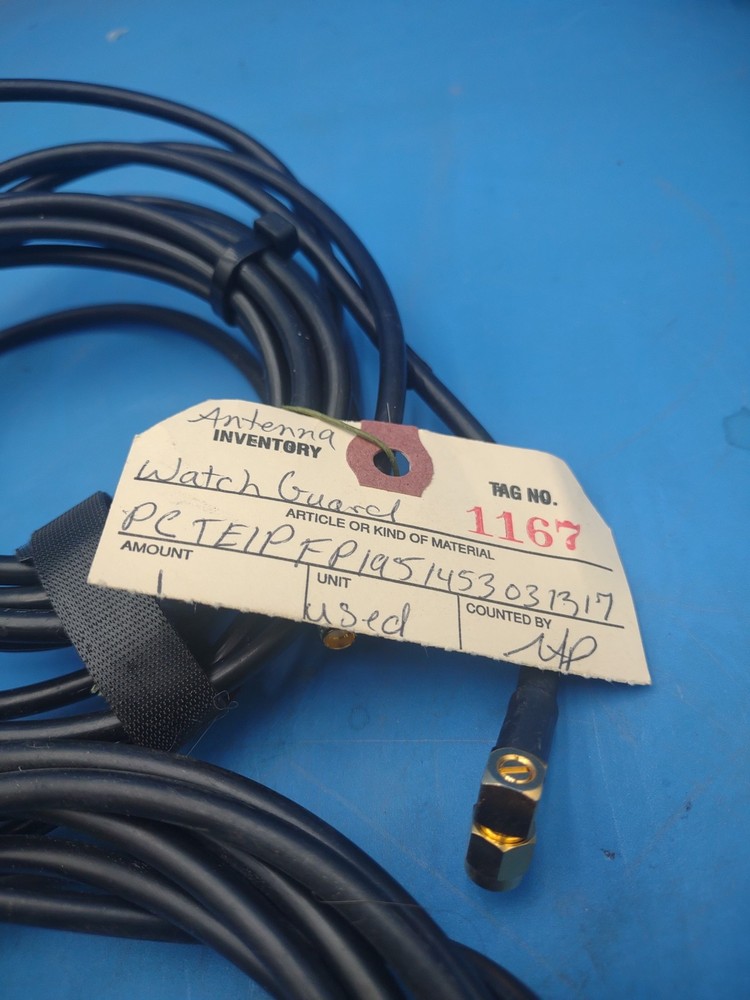 Antenna
INVENTORY
TAG NO.
Watch Guard
1167
ARTICLE OR KIND OF MATERIAL
PCTEIPFP1951453031317
AMOUNT
UNIT
COUNTED BY
1
used